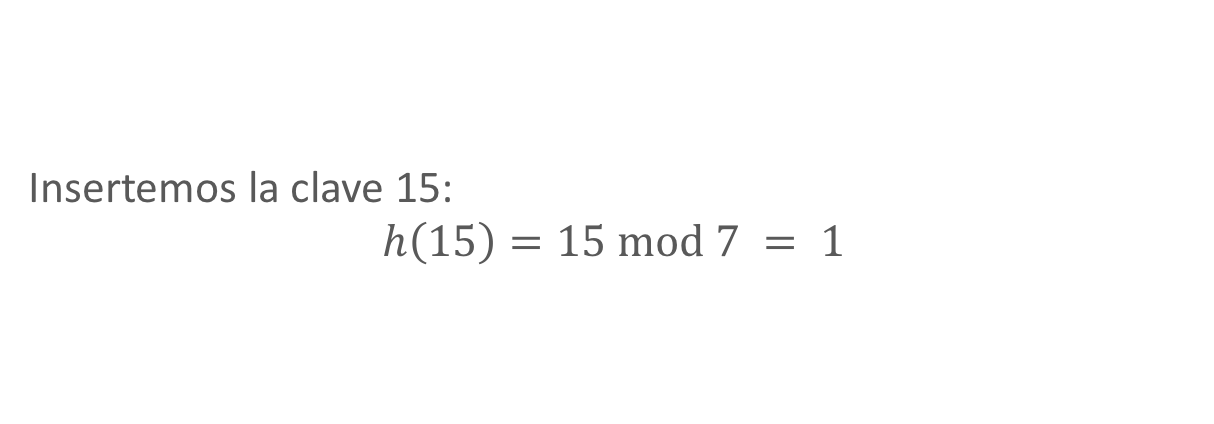 Insertemos la clave 15:
ℎ(15) = 15 mod 7 = 1